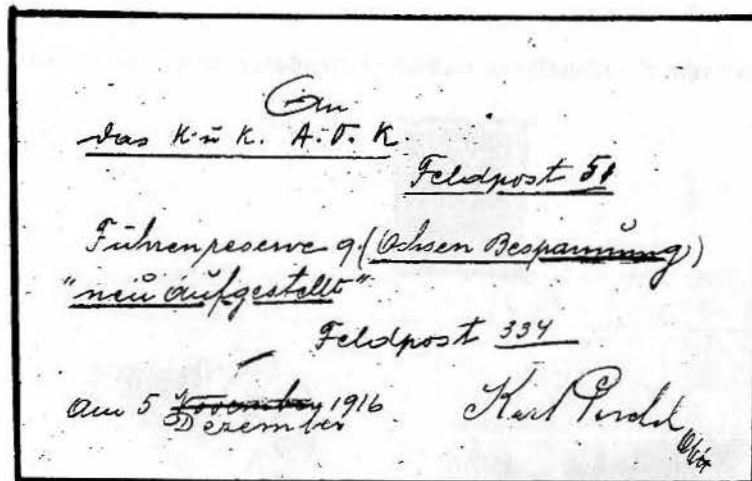 An
das K. u. K. A. O. K.
Feldpost 51
Fuhrenreserve 9 (Ochsen Bespannung)
"neu aufgestellt"
Feldpost 334
Am 5 November 1916
Dezember
Karl